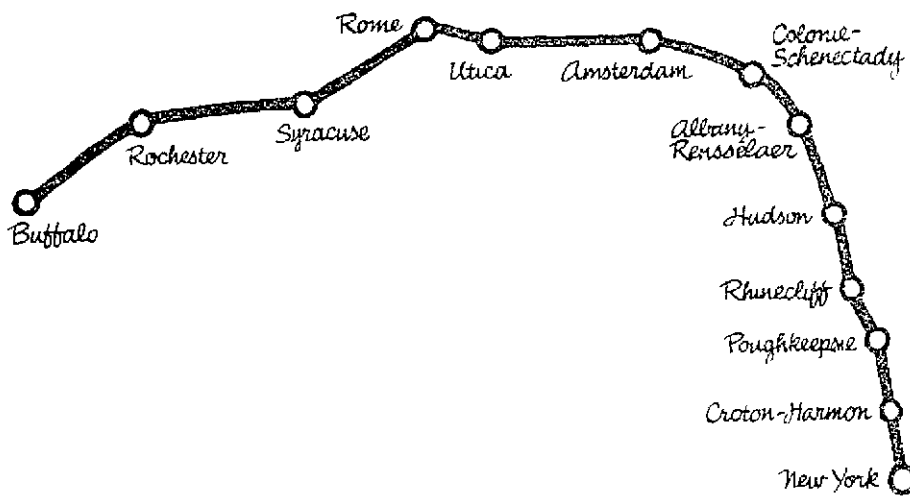 Rome
Utica
Amsterdam
Colonie-
Schenectady
Syracuse
Rochester
Albany-
Rensselaer
Buffalo
Hudson
Rhinecliff
Poughkeepsie
Croton-Harmon
New York